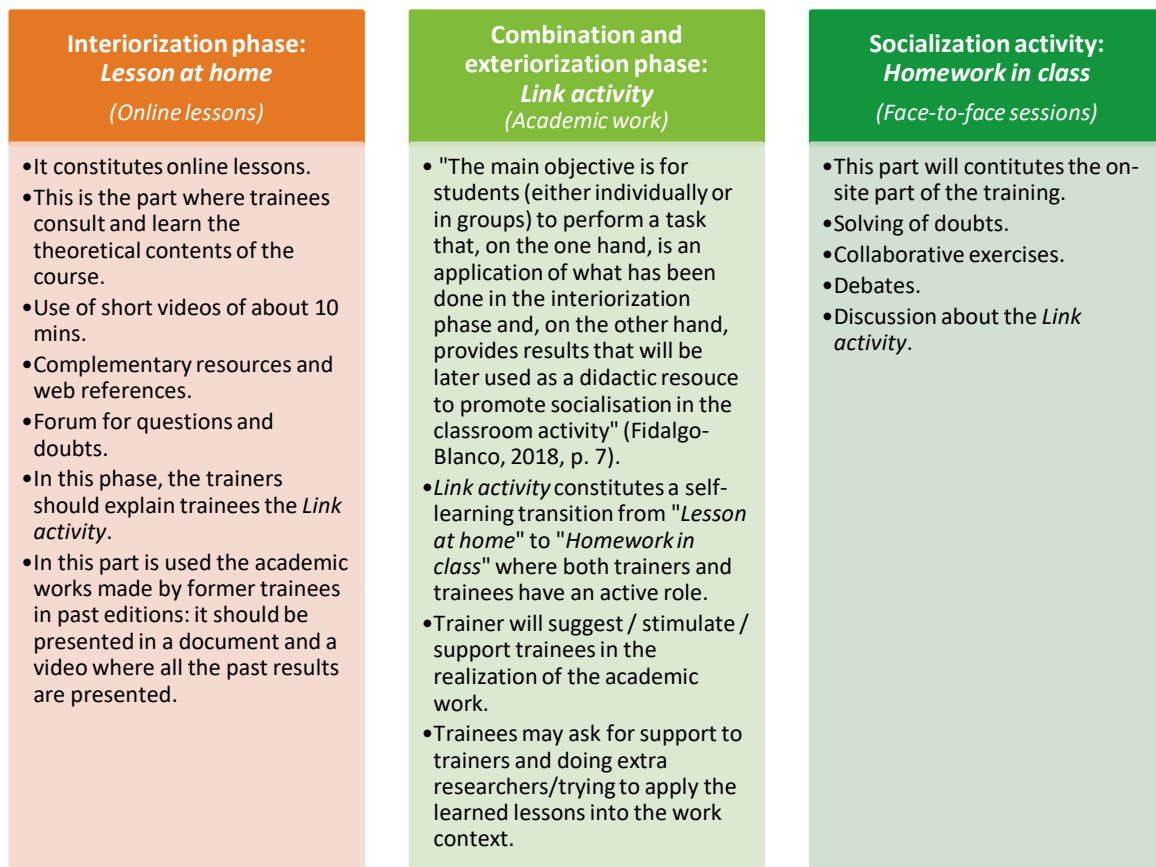 Interiorization phase:
Lesson at home
(Online lessons)
•It constitutes online lessons.
•This is the part where trainees
consult and learn the
theoretical contents of the
course.
•Use of short videos of about 10
mins.
•Complementary resources and
web references.
•Forum for questions and
doubts.
•In this phase, the trainers
should explain trainees the Link
activity.
•In this part is used the academic
works made by former trainees
in past editions: it should be
presented in a document and a
video where all the past results
are presented.
Combination and
exteriorization phase:
Link activity
(Academic work)
• "The main objective is for
students (either individually or
in groups) to perform a task
that, on the one hand, is an
application of what has been
done in the interiorization
phase and, on the other hand,
provides results that will be
later used as a didactic resouce
to promote socialisation in the
classroom activity" (Fidalgo-
Blanco, 2018, p. 7).
•Link activity constitutes a self-
learning transition from "Lesson
at home" to "Homework in
class" where both trainers and
trainees have an active role.
•Trainer will suggest / stimulate /
support trainees in the
realization of the academic
work.
•Trainees may ask for support to
trainers and doing extra
researchers/trying to apply the
learned lessons into the work
context.
Socialization activity:
Homework in class
(Face-to-face sessions)
•This part will contitutes the on-
site part of the training.
•Solving of doubts.
•Collaborative exercises.
•Debates.
•Discussion about the Link
activity.